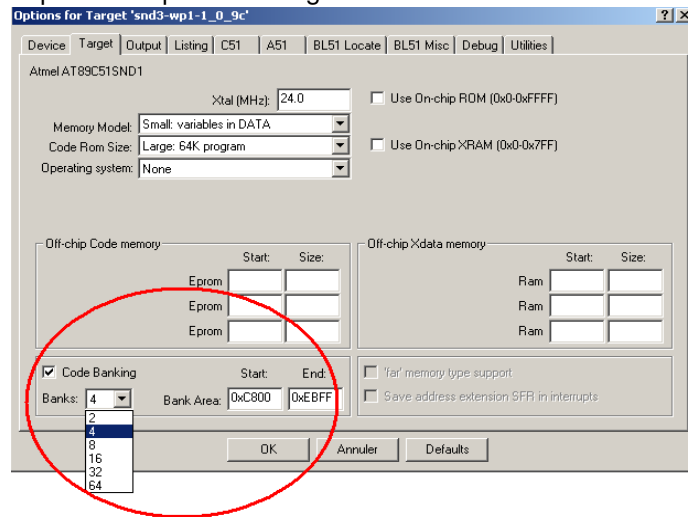 Options for Target 'snd3-wp1-1_0_9c'
Device Target Output Listing C51 A51 BL51 Locate BL51 Misc Debug Utilities
Atmel AT89C51SND1
Xtal (MHz): 24.0 Use On-chip ROM (0x0-0xFFFF)
Memory Model: Small: variables in DATA
Code Rom Size: Large: 64K program Use On-chip XRAM (0x0-0x7FF)
Operating system: None
Off-chip Code memory Off-chip Xdata memory
Start: Size: Start: Size:
Eprom Ram
Eprom Ram
Eprom Ram
Code Banking Start: End: 'far' memory type support
Banks: 4 Bank Area: 0xC800 0xEBFF Save address extension SFR in interrupts
2
4
8
16
32
64
OK Annuler Defaults